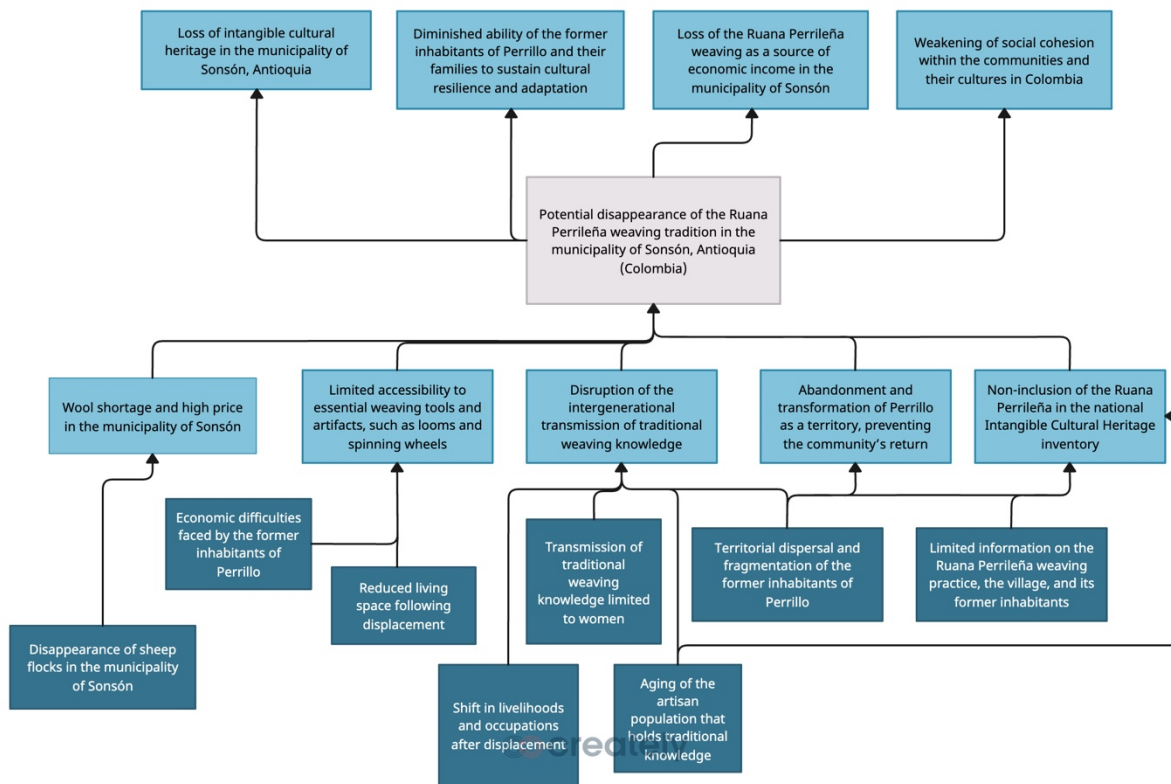 Loss of intangible cultural
heritage in the municipality of
Sonsón, Antioquia
Diminished ability of the former
inhabitants of Perrillo and their
families to sustain cultural
resilience and adaptation
Loss of the Ruana Perrileña
weaving as a source of
economic income in the
municipality of Sonsón
Weakening of social cohesion
within the communities and
their cultures in Colombia
Potential disappearance of the Ruana
Perrileña weaving tradition in the
municipality of Sonsón, Antioquia
(Colombia)
Wool shortage and high price
in the municipality of Sonsón
Limited accessibility to
essential weaving tools and
artifacts, such as looms and
spinning wheels
Disruption of the
intergenerational
transmission of traditional
weaving knowledge
Abandonment and
transformation of Perrillo
as a territory, preventing
the community’s return
Non-inclusion of the Ruana
Perrileña in the national
Intangible Cultural Heritage
inventory
Economic difficulties
faced by the former
inhabitants of
Perrillo
Reduced living
space following
displacement
Transmission of
traditional
weaving
knowledge limited
to women
Territorial dispersal and
fragmentation of the
former inhabitants of
Perrillo
Limited information on the
Ruana Perrileña weaving
practice, the village, and its
former inhabitants
Disappearance of sheep
flocks in the municipality
of Sonsón
Shift in livelihoods
and occupations
after displacement
Aging of the
artisan
population that
holds traditional
knowledge
creately